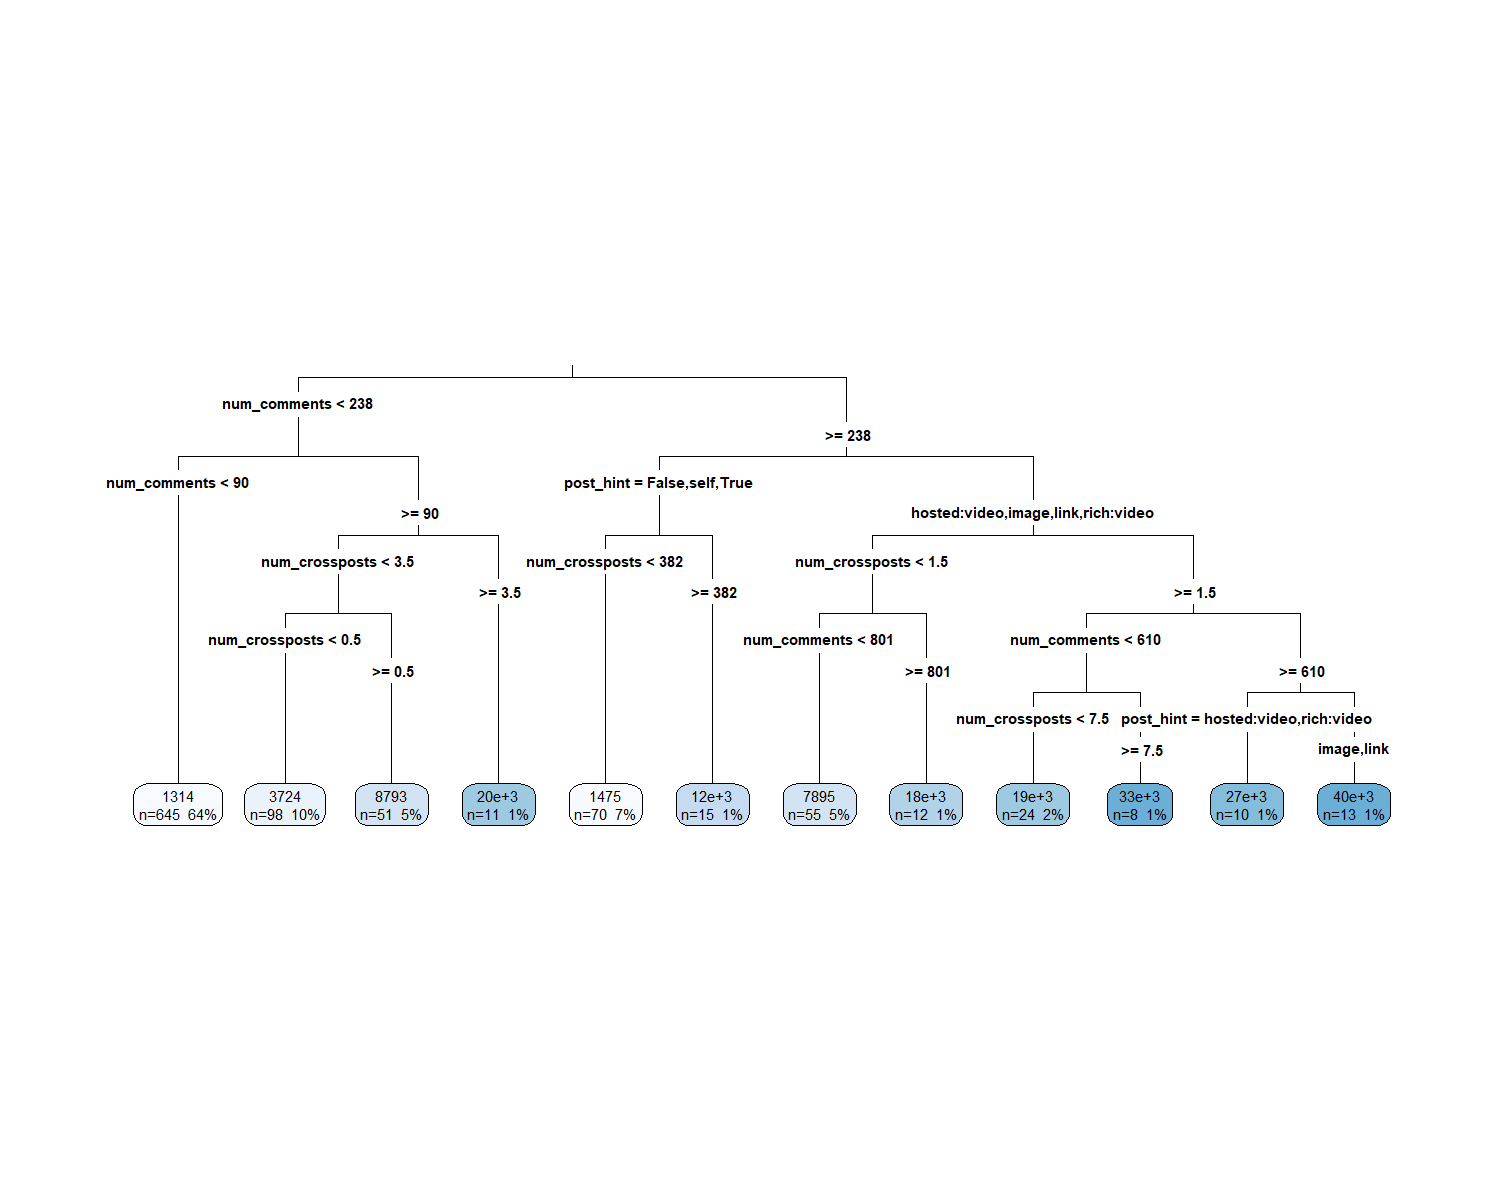 num_comments < 238
>= 238
num_comments < 90
post_hint = False,self,True
>= 90
hosted:video,image,link,rich:video
num_crossposts < 3.5
num_crossposts < 382
num_crossposts < 1.5
>= 3.5
>= 382
>= 1.5
num_crossposts < 0.5
num_comments < 801
num_comments < 610
>= 0.5
>= 801
>= 610
num_crossposts < 7.5
post_hint = hosted:video,rich:video
>= 7.5
image,link
1314
n=645 64%
3724
n=98 10%
8793
n=51 5%
20e+3
n=11 1%
1475
n=70 7%
12e+3
n=15 1%
7895
n=55 5%
18e+3
n=12 1%
19e+3
n=24 2%
33e+3
n=8 1%
27e+3
n=10 1%
40e+3
n=13 1%